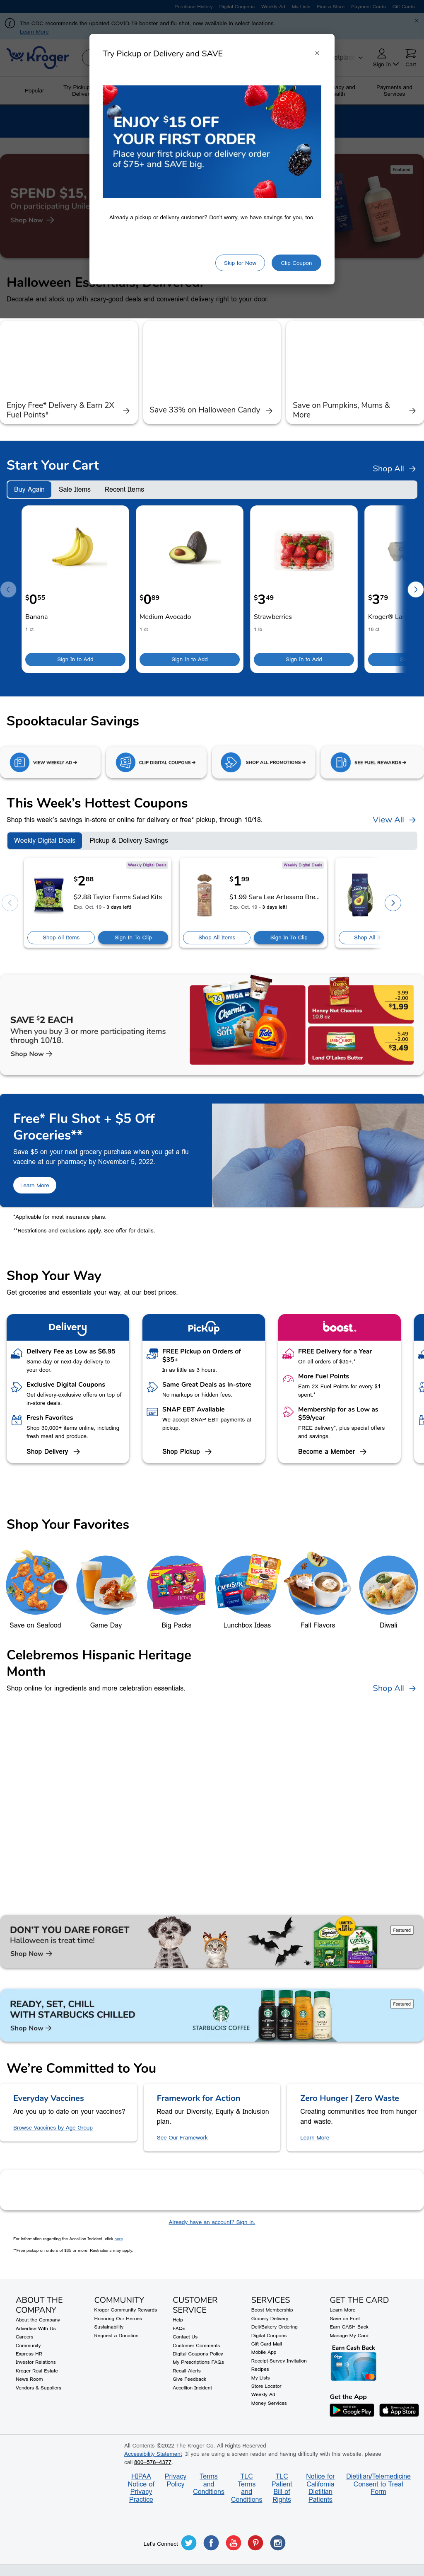 Purchase History Digital Coupons Weekly Ad My Lists Find a Store Payment Cards Gift Cards
The CDC recommends the updated COVID-19 booster and flu shot, now available in select locations.
Learn More
Kroger
Sign In
Cart
Popular
Payments and Services
Try Pickup or Delivery and SAVE
ENJOY $15 OFF
YOUR FIRST ORDER
Place your first pickup or delivery order
of $75+ and SAVE big.
Already a pickup or delivery customer? Don't worry, we have savings for you, too.
Skip for Now
Clip Coupon
Featured
SPEND $15,
Shop Now
Decorate and stock up with scary-good deals and convenient delivery right to your door.
Enjoy Free* Delivery & Earn 2X
Fuel Points*
Save 33% on Halloween Candy
Save on Pumpkins, Mums &
More
Start Your Cart
Shop All
Buy Again Sale Items Recent Items
$0.55
Banana
1 ct
Sign In to Add
$0.89
Medium Avocado
1 ct
Sign In to Add
$3.49
Strawberries
1 lb
Sign In to Add
$3.79
Kroger®
18 ct
Spooktacular Savings
VIEW WEEKLY AD
CLIP DIGITAL COUPONS
SHOP ALL PROMOTIONS
SEE FUEL REWARDS
This Week's Hottest Coupons
Shop this week's savings in-store or online for delivery or free* pickup, through 10/18.
View All
Weekly Digital Deals Pickup & Delivery Savings
Weekly Digital Deals
$2.88
$2.88 Taylor Farms Salad Kits
Exp. Oct. 19 - 3 days left!
Shop All Items
Sign In To Clip
Weekly Digital Deals
$1.99
$1.99 Sara Lee Artesano Bre...
Exp. Oct. 19 - 3 days left!
Shop All Items
Sign In To Clip
Shop All
SAVE $2 EACH
When you buy 3 or more participating items
through 10/18.
Shop Now
24 MEGA
Charmin
Tide
Honey Nut Cheerios
10.8 oz
3.99
-2.00
$1.99
Land O'Lakes Butter
5.49
-2.00
$3.49
Free* Flu Shot + $5 Off
Groceries**
Save $5 on your next grocery purchase when you get a flu
vaccine at our pharmacy by November 5, 2022.
Learn More
*Applicable for most insurance plans.
**Restrictions and exclusions apply. See offer for details.
Shop Your Way
Get groceries and essentials your way, at our best prices.
Delivery
Delivery Fee as Low as $6.95
Same-day or next-day delivery to
your door.
Exclusive Digital Coupons
Get delivery-exclusive offers on top of
in-store deals.
Fresh Favorites
Shop 30,000+ items online, including
fresh meat and produce.
Shop Delivery
PickUp
FREE Pickup on Orders of
$35+
In as little as 3 hours.
Same Great Deals as In-store
No markups or hidden fees.
SNAP EBT Available
We accept SNAP EBT payments at
pickup.
Shop Pickup
boost
FREE Delivery for a Year
On all orders of $35+.*
More Fuel Points
Earn 2X Fuel Points for every $1
spent.*
Membership for as Low as
$59/year
FREE delivery*, plus special offers
and savings.
Become a Member
Shop Your Favorites
Save on Seafood
Game Day
Big Packs
Lunchbox Ideas
Fall Flavors
Diwali
Celebremos Hispanic Heritage
Month
Shop online for ingredients and more celebration essentials.
Shop All
DON'T YOU DARE FORGET
Halloween is treat time!
Shop Now
Greenies
Featured
READY, SET, CHILL
WITH STARBUCKS CHILLED
Shop Now
STARBUCKS COFFEE
Featured
We're Committed to You
Everyday Vaccines
Are you up to date on your vaccines?
Browse Vaccines by Age Group
Framework for Action
Read our Diversity, Equity & Inclusion
plan.
See Our Framework
Zero Hunger | Zero Waste
Creating communities free from hunger
and waste.
Learn More
Already have an account? Sign in.
For information regarding the Accellion Incident, click here.
**Free pickup on orders of $35 or more. Restrictions may apply.
ABOUT THE
COMPANY
About the Company
Advertise With Us
Careers
Community
Express HR
Investor Relations
Kroger Real Estate
News Room
Vendors & Suppliers
COMMUNITY
Kroger Community Rewards
Honoring Our Heroes
Sustainability
Request a Donation
CUSTOMER
SERVICE
Help
FAQs
Contact Us
Customer Comments
Digital Coupons Policy
My Prescriptions FAQs
Recall Alerts
Give Feedback
Accellion Incident
SERVICES
Boost Membership
Grocery Delivery
Deli/Bakery Ordering
Digital Coupons
Gift Card Mall
Mobile App
Receipt Survey Invitation
Recipes
My Lists
Store Locator
Weekly Ad
Money Services
GET THE CARD
Learn More
Save on Fuel
Earn CASH Back
Manage My Card
Earn Cash Back
Get the App
GET IT ON Google Play
Download on the App Store
All Contents ©2022 The Kroger Co. All Rights Reserved
Accessibility Statement If you are using a screen reader and having difficulty with this website, please
call 800-576-4377.
HIPAA Notice of Privacy Practice
Privacy Policy
Terms and Conditions
TLC Terms and Conditions
TLC Patient Bill of Rights
Notice for California Dietitian Patients
Dietitian/Telemedicine Consent to Treat Form
Let's Connect